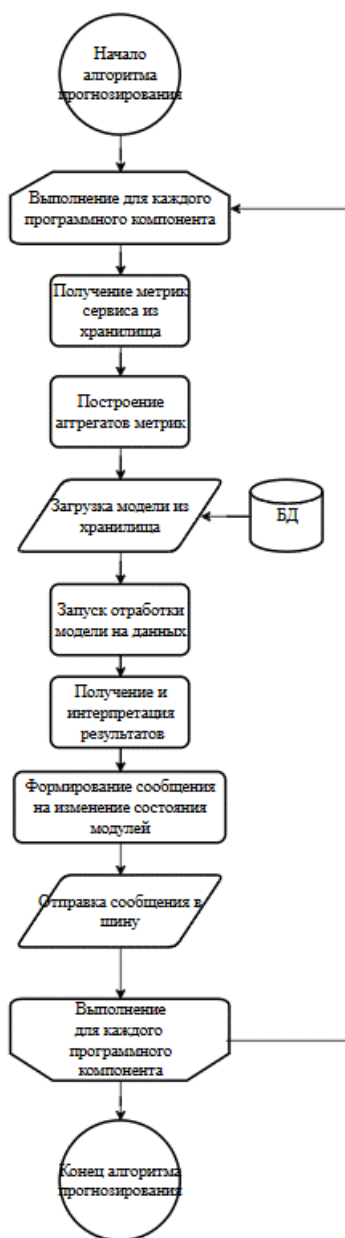 Начало
алгоритма
прогнозирования
Выполнение для каждого
программного компонента
Получение метрик
сервиса из
хранилища
Построение
аггрегатов метрик
Загрузка модели из
хранилища
БД
Запуск отработки
модели на данных
Получение и
интерпретация
результатов
Формирование сообщения
на изменение состояния
модулей
Отправка сообщения в
шину
Выполнение
для каждого
программного
компонента
Конец алгоритма
прогнозирования